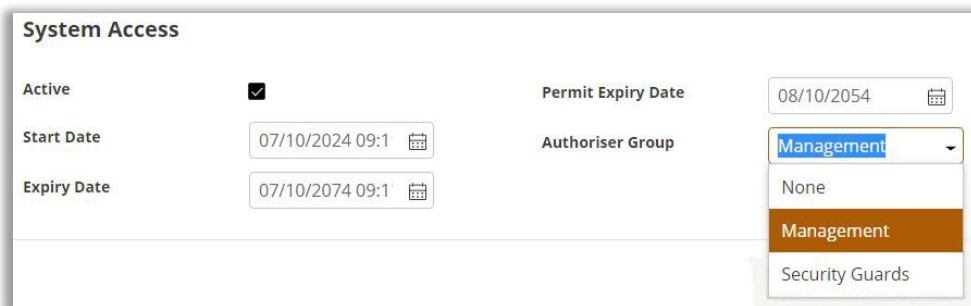 System Access
Active
Permit Expiry Date
08/10/2054
Start Date
07/10/2024 09:1
Authoriser Group
Management
Expiry Date
07/10/2074 09:1
None
Management
Security Guards